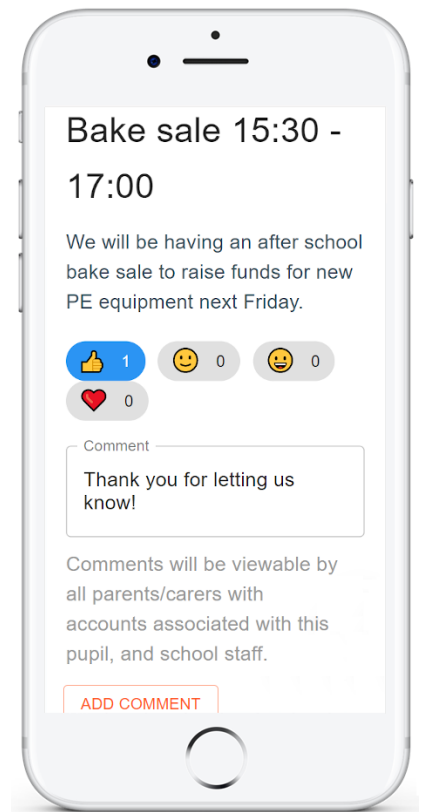 Bake sale 15:30 -
17:00
We will be having an after school
bake sale to raise funds for new
PE equipment next Friday.
1 0 0
0
Comment
Thank you for letting us
know!
Comments will be viewable by
all parents/carers with
accounts associated with this
pupil, and school staff.
ADD COMMENT